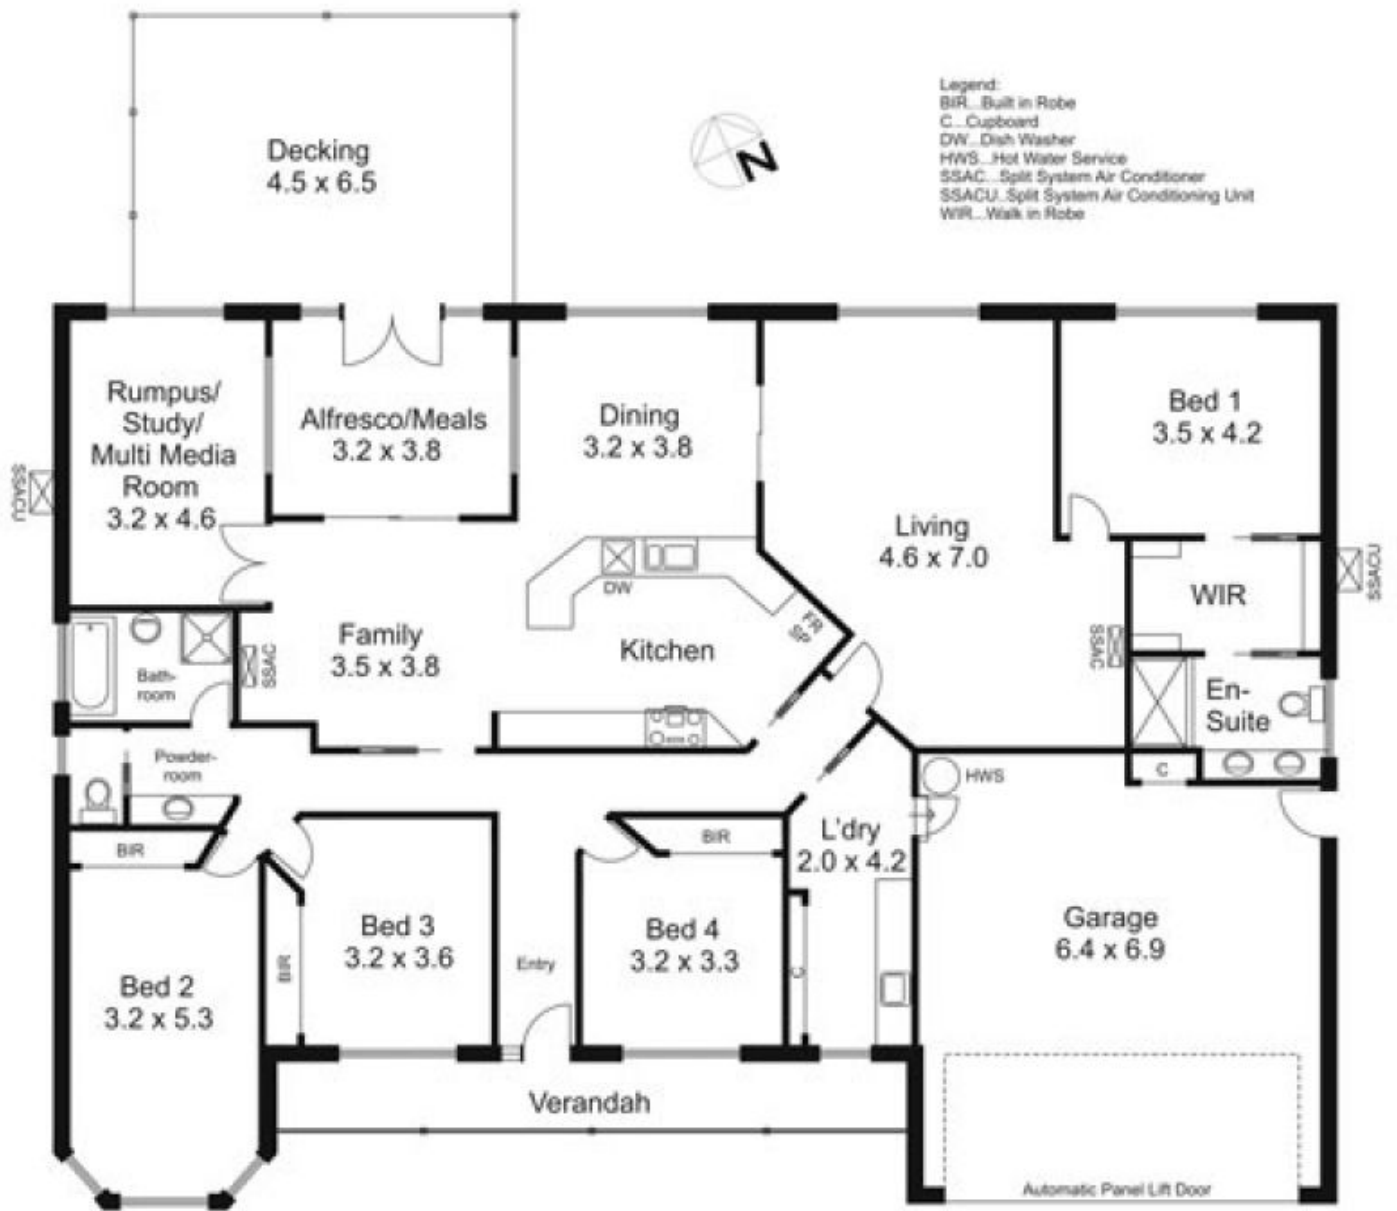 Legend:
BIR...Built in Robe
C...Cupboard
DW...Dish Washer
HWS...Hot Water Service
SSAC...Split System Air Conditioner
SSACU..Split System Air Conditioning Unit
WIR...Walk in Robe
N
Decking
4.5 x 6.5
Rumpus/
Study/
Multi Media
Room
3.2 x 4.6
Alfresco/Meals
3.2 x 3.8
Dining
3.2 x 3.8
Living
4.6 x 7.0
Bed 1
3.5 x 4.2
SSACU
SSACU
WIR
DW
FR
SP
Family
3.5 x 3.8
Kitchen
SSAC
SSAC
Bath-
room
En-
Suite
Powder-
room
C
HWS
BIR
BIR
L'dry
2.0 x 4.2
Bed 3
3.2 x 3.6
Bed 4
3.2 x 3.3
Garage
6.4 x 6.9
BIR
Entry
C
Bed 2
3.2 x 5.3
Verandah
Automatic Panel Lift Door